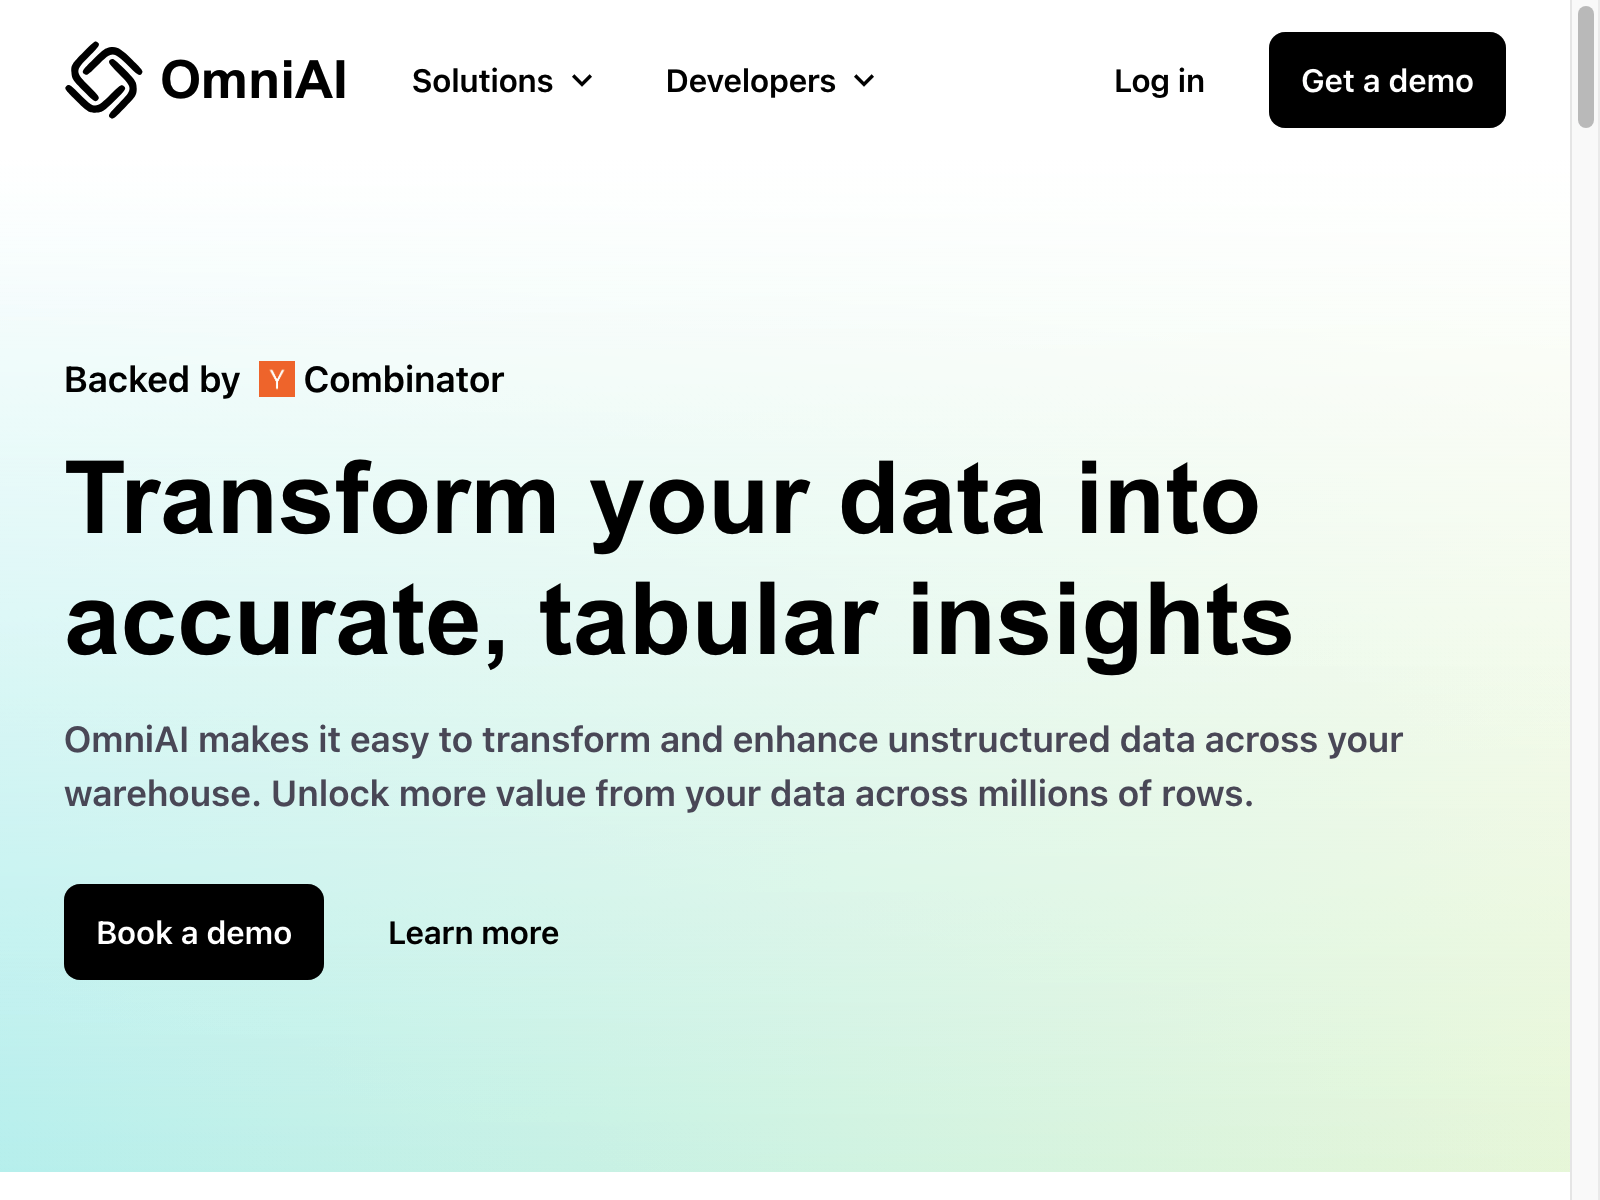 OmniAI
Solutions
Developers
Log in
Get a demo
Backed by Y Combinator
Transform your data into
accurate, tabular insights
OmniAI makes it easy to transform and enhance unstructured data across your
warehouse. Unlock more value from your data across millions of rows.
Book a demo
Learn more